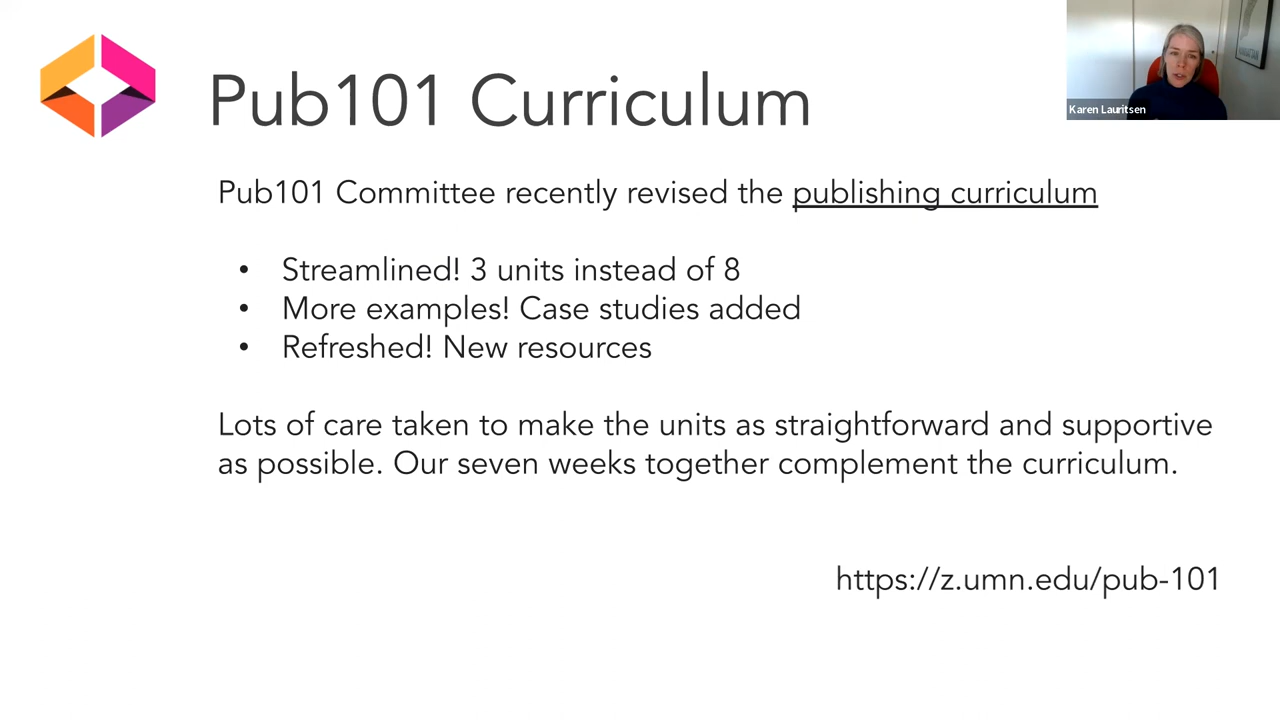 Pub101 Curriculum
Karen Lauritsen
Pub101 Committee recently revised the publishing curriculum
• Streamlined! 3 units instead of 8
• More examples! Case studies added
• Refreshed! New resources
Lots of care taken to make the units as straightforward and supportive
as possible. Our seven weeks together complement the curriculum.
https://z.umn.edu/pub-101